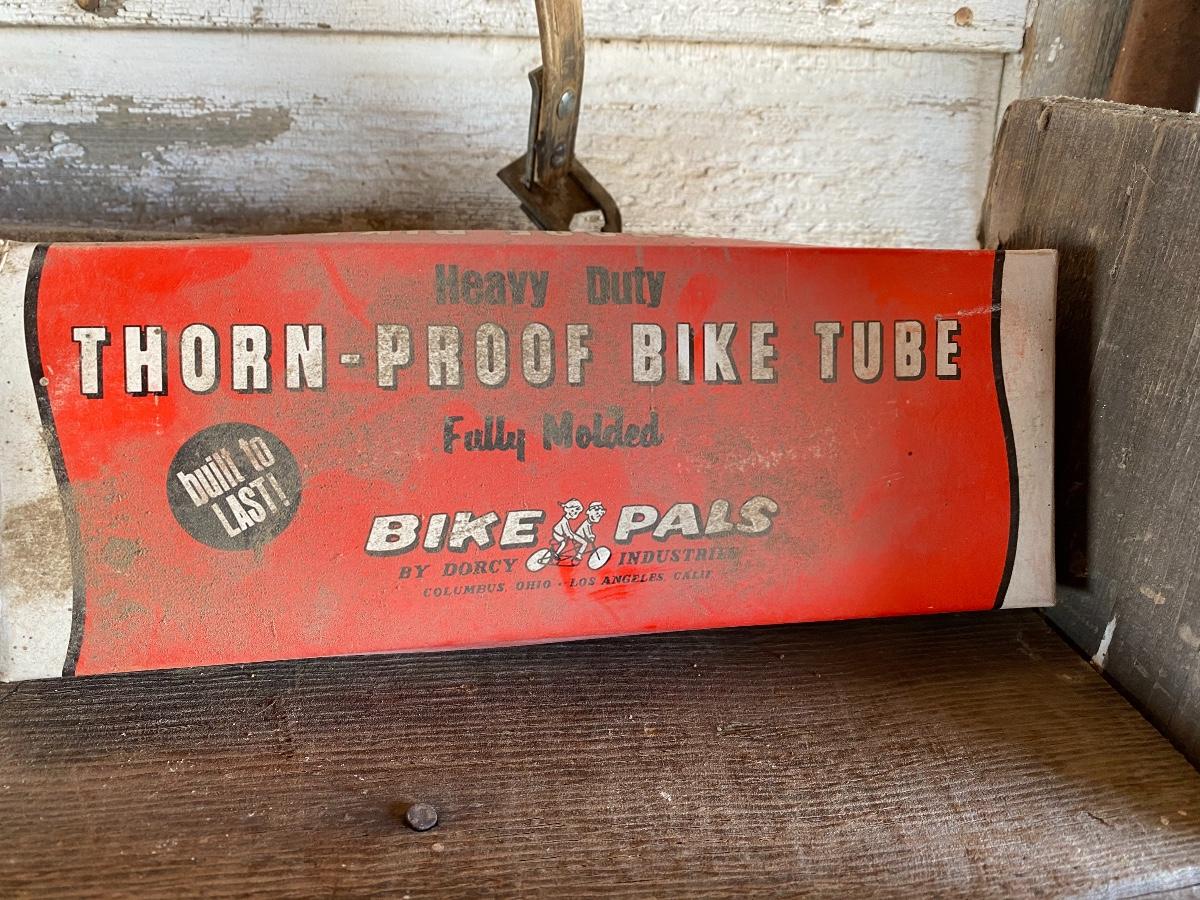 Heavy Duty
THORN-PROOF BIKE TUBE
Fully Molded
built to
LAST!
BIKE PALS
BY DORCY INDUSTRIES
COLUMBUS, OHIO - LOS ANGELES, CALIF.